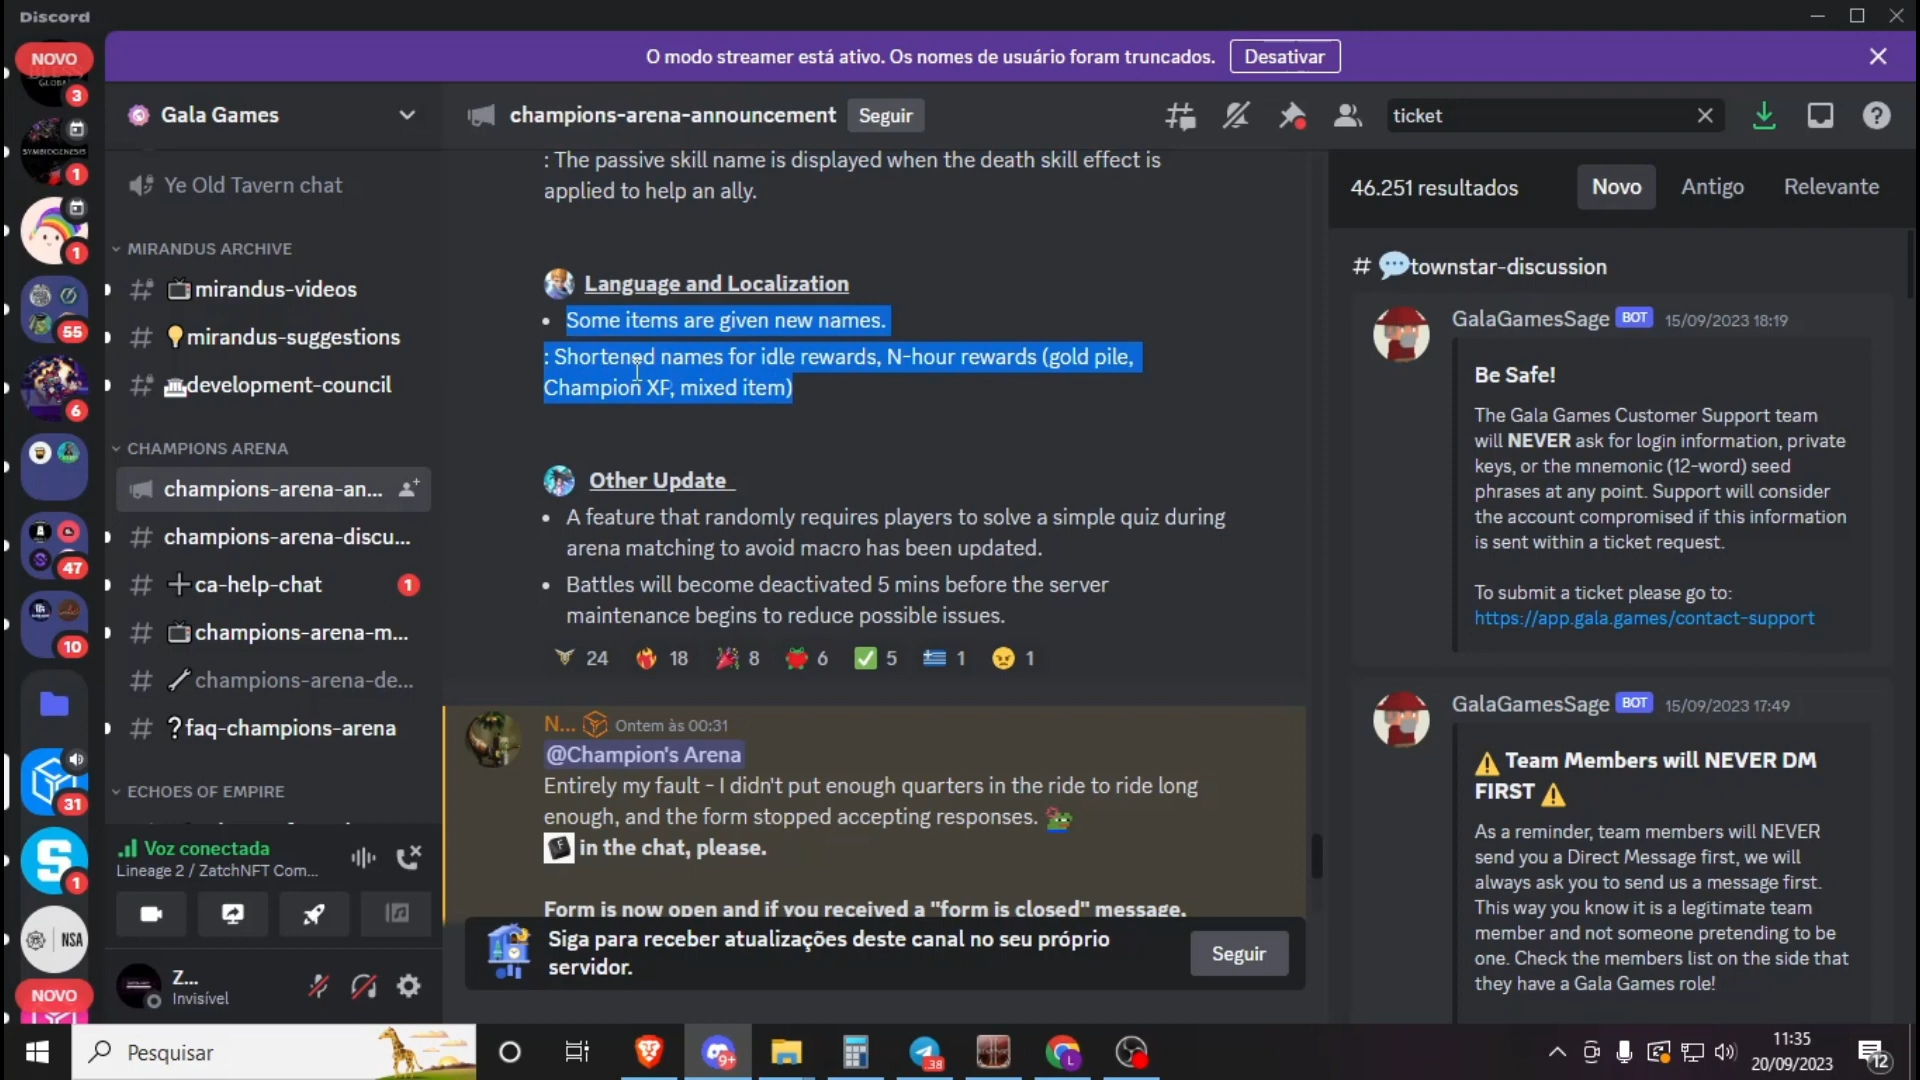 Discord
O modo streamer está ativo. Os nomes de usuário foram truncados.
Desativar
NOVO
GLOBAL
3
SYMBIOGENESIS
1
1
55
6
47
10
31
1
NSA
NOVO
Gala Games
Ye Old Tavern chat
MIRANDUS ARCHIVE
mirandus-videos
mirandus-suggestions
development-council
CHAMPIONS ARENA
champions-arena-an...
champions-arena-discu...
ca-help-chat
1
champions-arena-m...
champions-arena-de...
?faq-champions-arena
ECHOES OF EMPIRE
Voz conectada
Lineage 2 / ZatchNFT Com...
Z...
Invisível
champions-arena-announcement
Seguir
ticket
: The passive skill name is displayed when the death skill effect is
applied to help an ally.
Language and Localization
• Some items are given new names.
: Shortened names for idle rewards, N-hour rewards (gold pile,
Champion XP, mixed item)
Other Update
• A feature that randomly requires players to solve a simple quiz during
arena matching to avoid macro has been updated.
• Battles will become deactivated 5 mins before the server
maintenance begins to reduce possible issues.
24 18 8 6 5 1 1
N... Ontem às 00:31
@Champion's Arena
Entirely my fault - I didn't put enough quarters in the ride to ride long
enough, and the form stopped accepting responses.
F in the chat, please.
Form is now open and if you received a "form is closed" message,
Siga para receber atualizações deste canal no seu próprio
servidor.
Seguir
46.251 resultados
Novo
Antigo
Relevante
# townstar-discussion
GalaGamesSage BOT 15/09/2023 18:19
Be Safe!
The Gala Games Customer Support team
will NEVER ask for login information, private
keys, or the mnemonic (12-word) seed
phrases at any point. Support will consider
the account compromised if this information
is sent within a ticket request.
To submit a ticket please go to:
https://app.gala.games/contact-support
GalaGamesSage BOT 15/09/2023 17:49
Team Members will NEVER DM
FIRST
As a reminder, team members will NEVER
send you a Direct Message first, we will
always ask you to send us a message first.
This way you know it is a legitimate team
member and not someone pretending to be
one. Check the members list on the side that
they have a Gala Games role!
Pesquisar
9+
38
L
11:35
20/09/2023
12